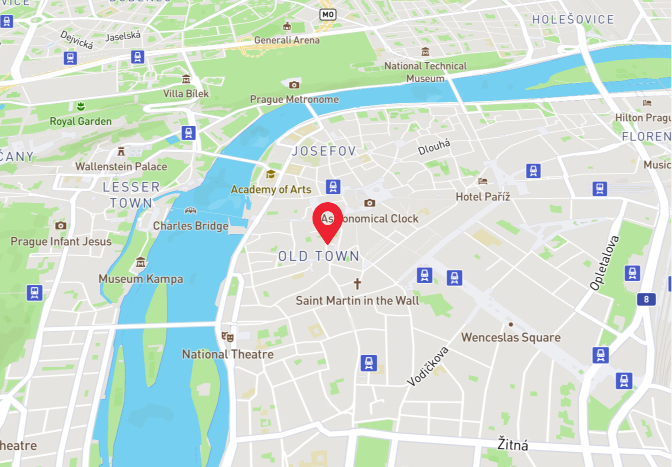 HOLEŠOVICE
MO
Dejvická
Jaselská
Generali Arena
National Technical
Museum
Villa Bílek
Prague Metronome
Hilton Pragu
Royal Garden
FLOREN
JOSEFOV
Dlouhá
ČANY
Wallenstein Palace
Music
LESSER
TOWN
Academy of Arts
Hotel Paříž
Charles Bridge
Astronomical Clock
Prague Infant Jesus
OLD TOWN
Opletalova
Museum Kampa
Saint Martin in the Wall
8
Wenceslas Square
National Theatre
Vodičkova
heatre
Žitná